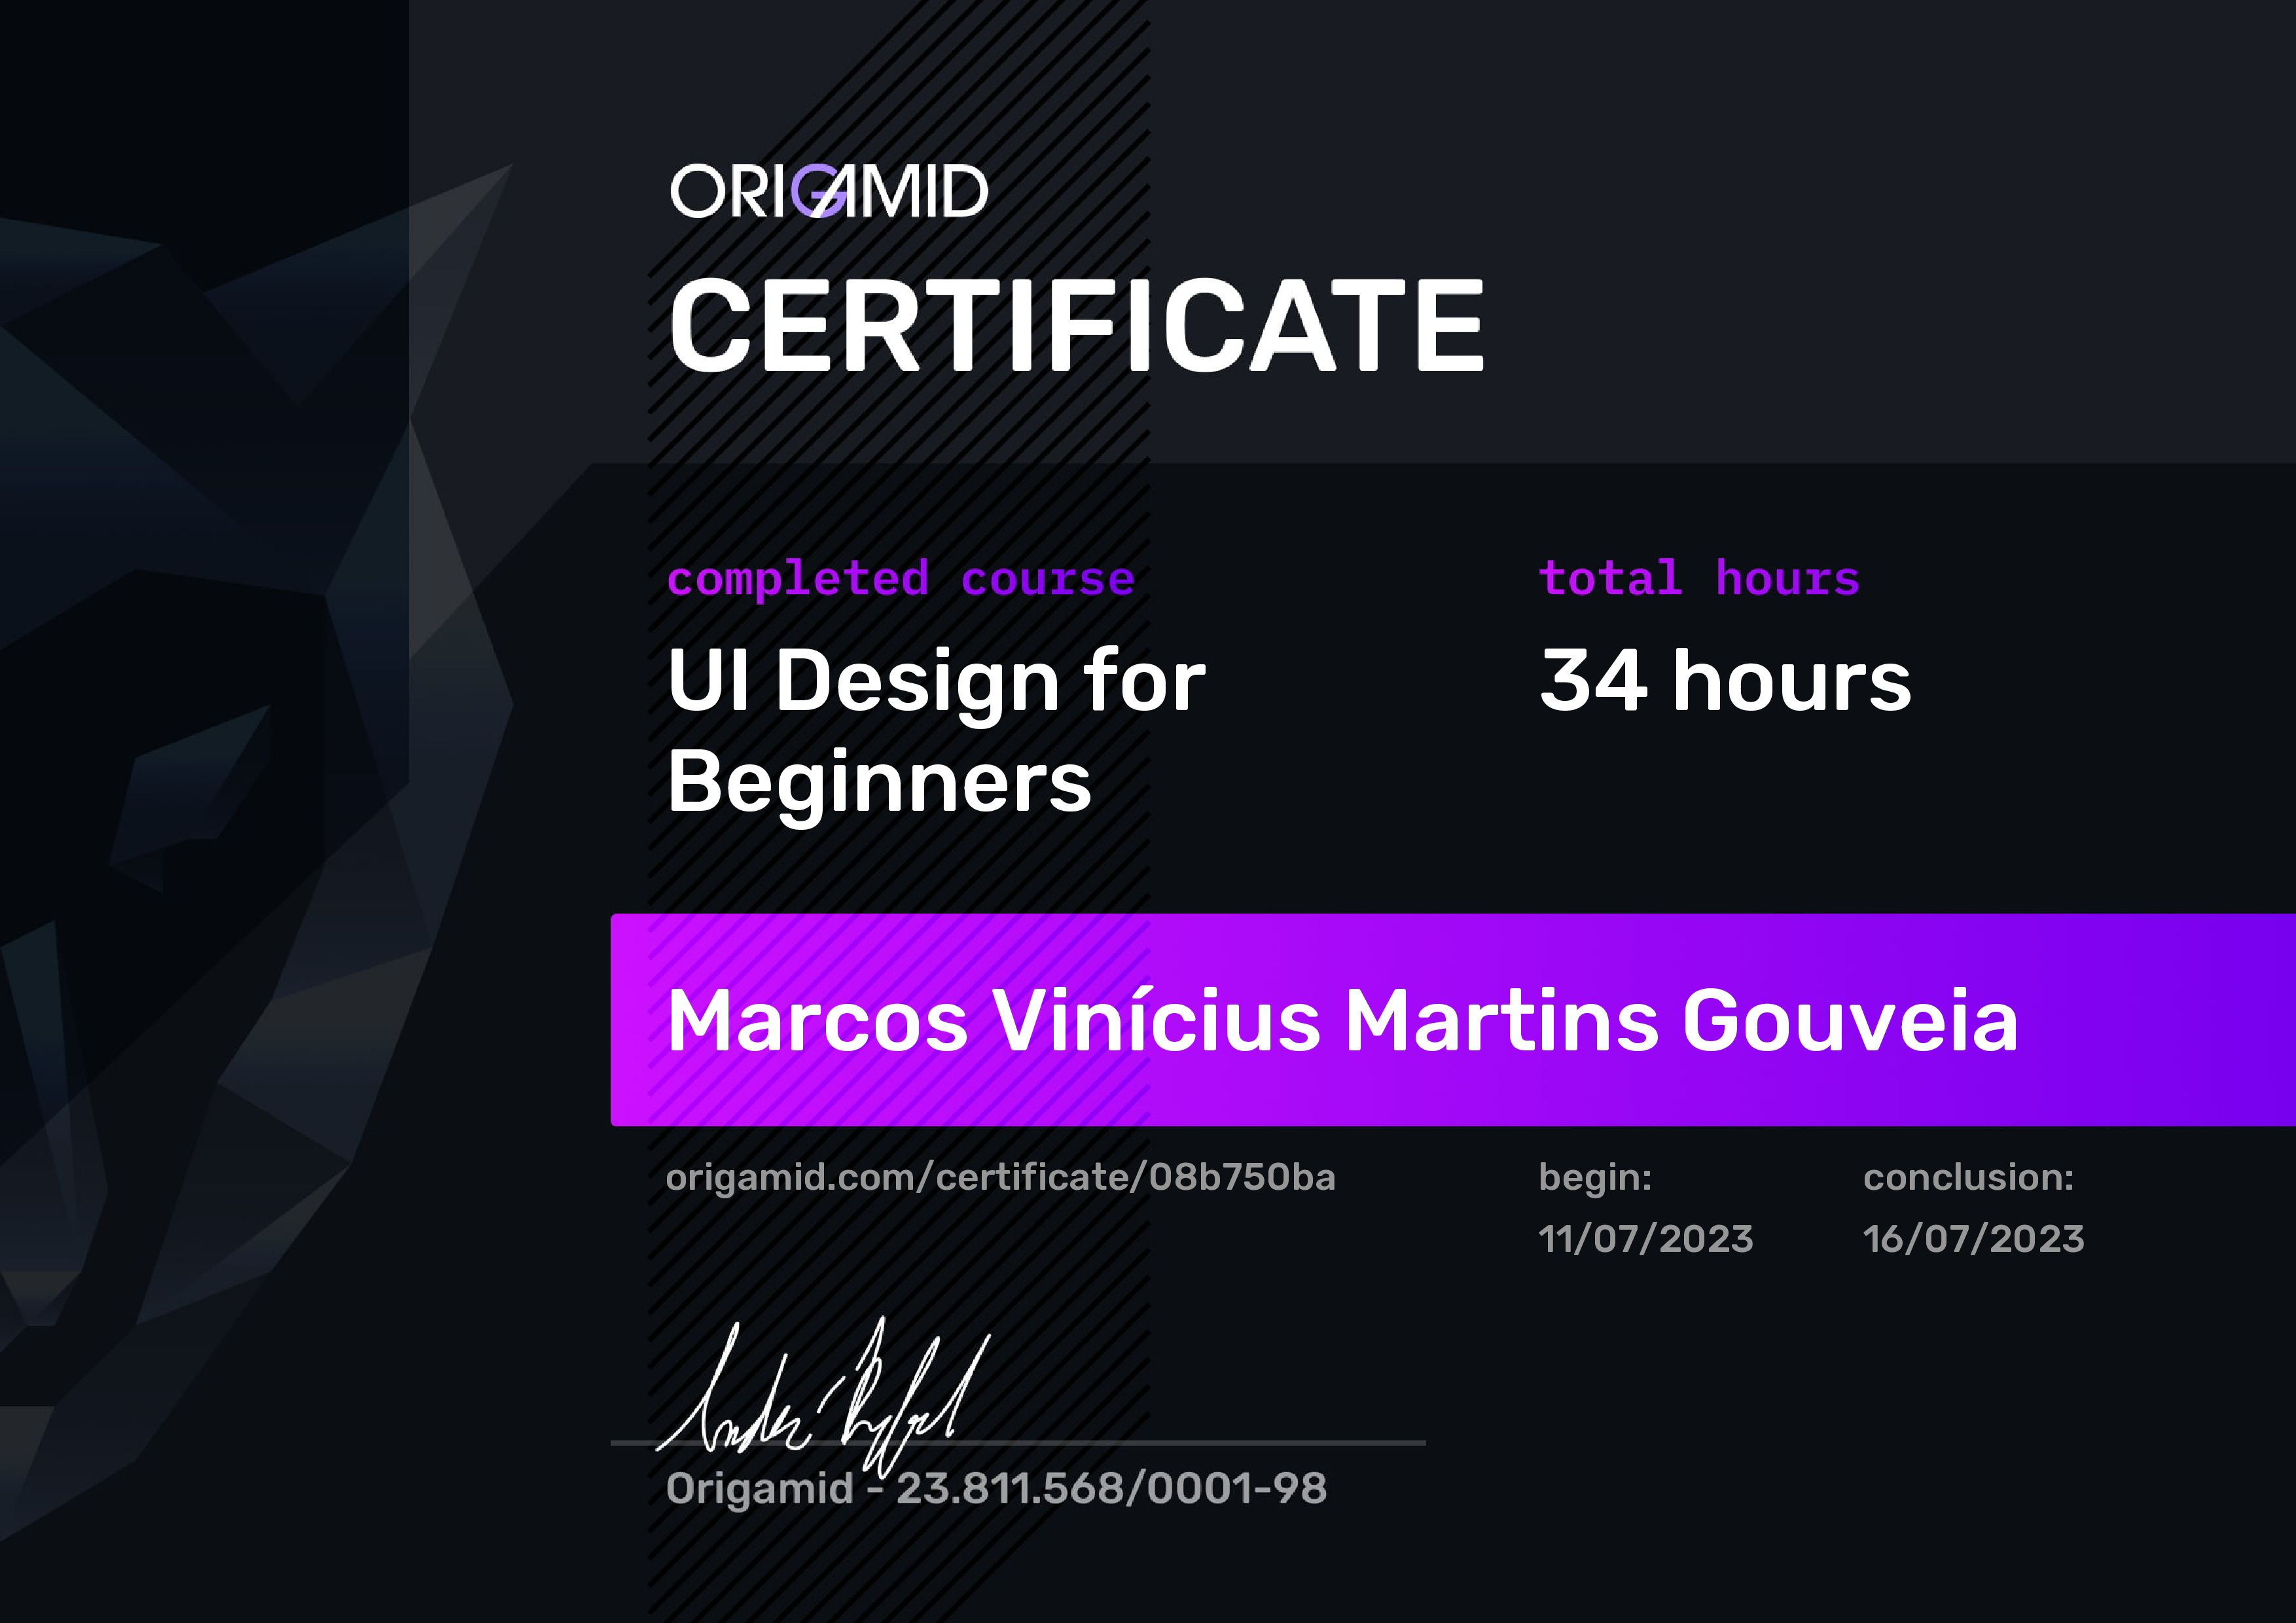 ORIGAMID
CERTIFICATE
completed course
UI Design for
Beginners
total hours
34 hours
Marcos Vinícius Martins Gouveia
origamid.com/certificate/08b750ba
begin:
11/07/2023
conclusion:
16/07/2023
Origamid - 23.811.568/0001-98